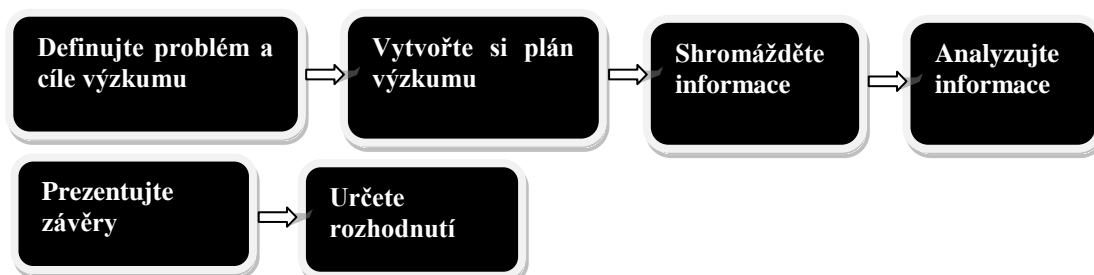 Definujte problém a
cíle výzkumu
Vytvořte si plán
výzkumu
Shromážděte
informace
Analyzujte
informace
Prezentujte
závěry
Určete
rozhodnutí